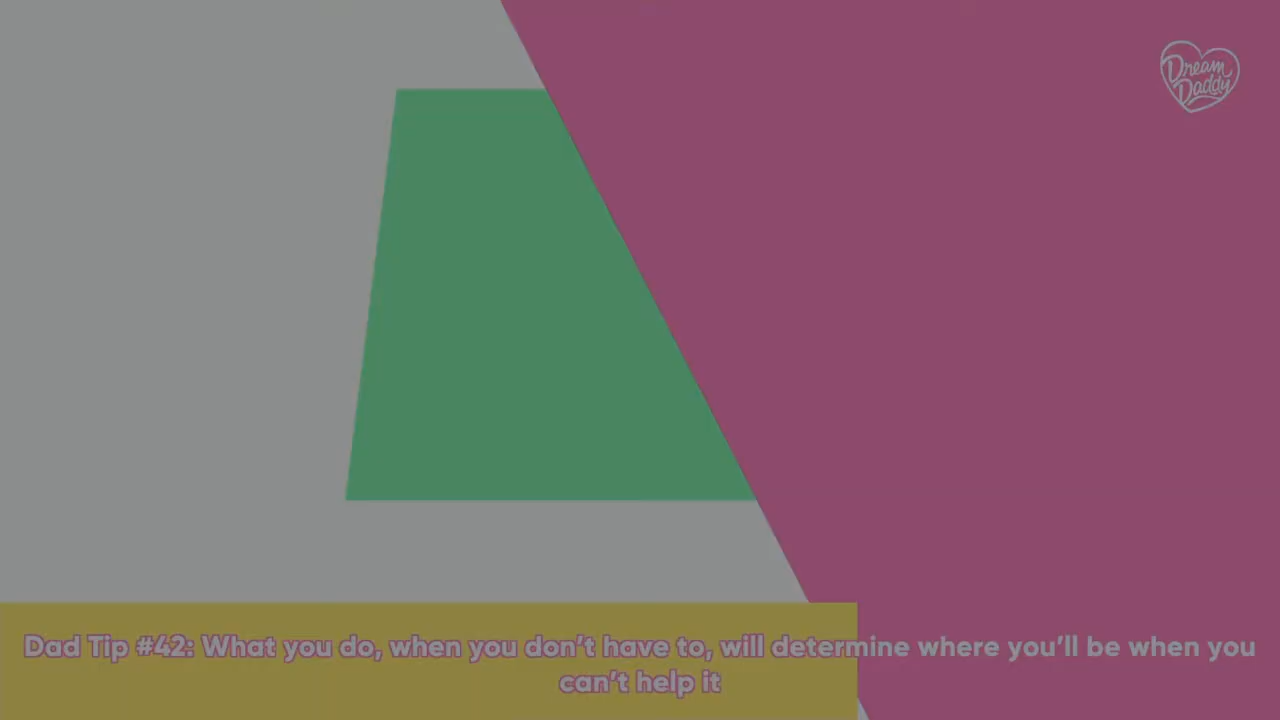 Dream
Daddy
Dad Tip #42: What you do, when you don't have to, will determine where you'll be when you
can't help it